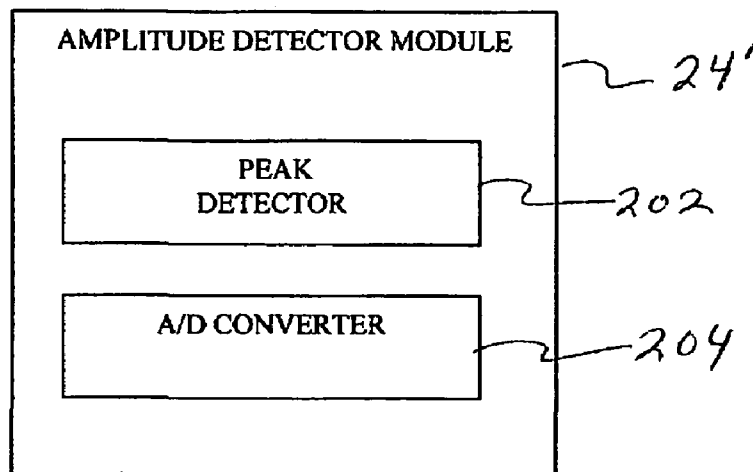 AMPLITUDE DETECTOR MODULE
24'
PEAK
DETECTOR
202
A/D CONVERTER
204